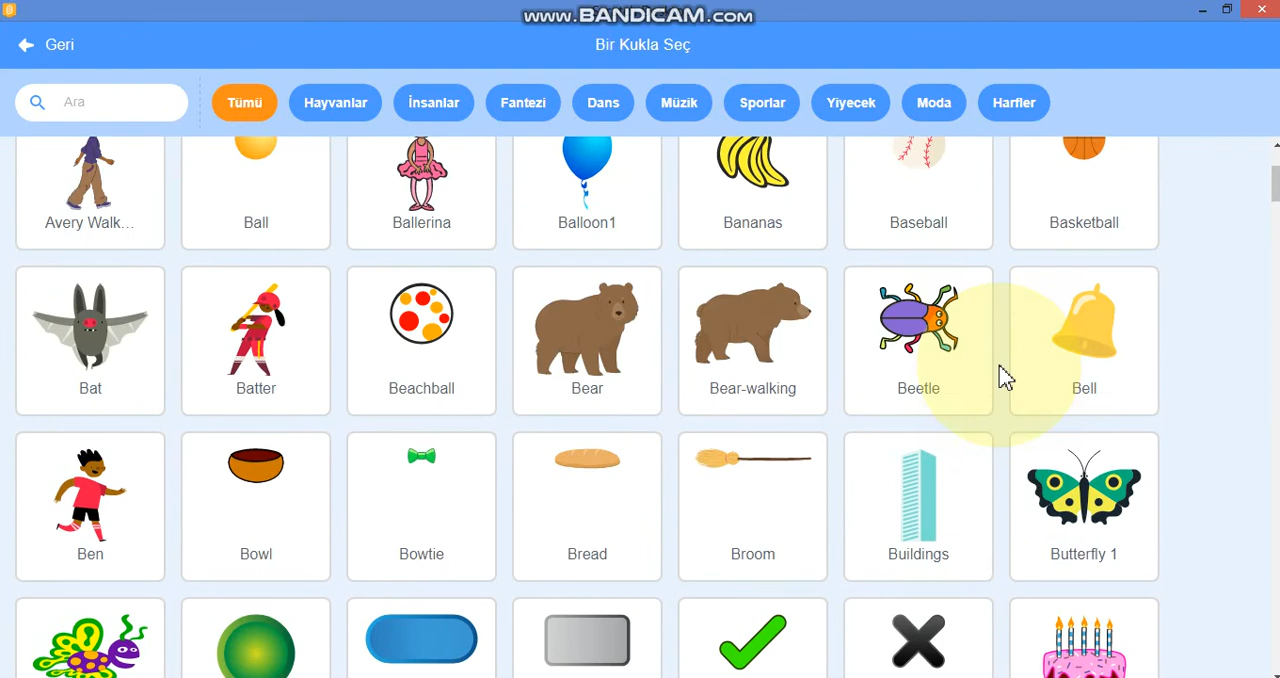 www.BANDICAM.com
Geri
Bir Kukla Seç
Ara
Tümü
Hayvanlar
İnsanlar
Fantezi
Dans
Müzik
Sporlar
Yiyecek
Moda
Harfler
Avery Walk...
Ball
Ballerina
Balloon1
Bananas
Baseball
Basketball
Bat
Batter
Beachball
Bear
Bear-walking
Beetle
Bell
Ben
Bowl
Bowtie
Bread
Broom
Buildings
Butterfly 1